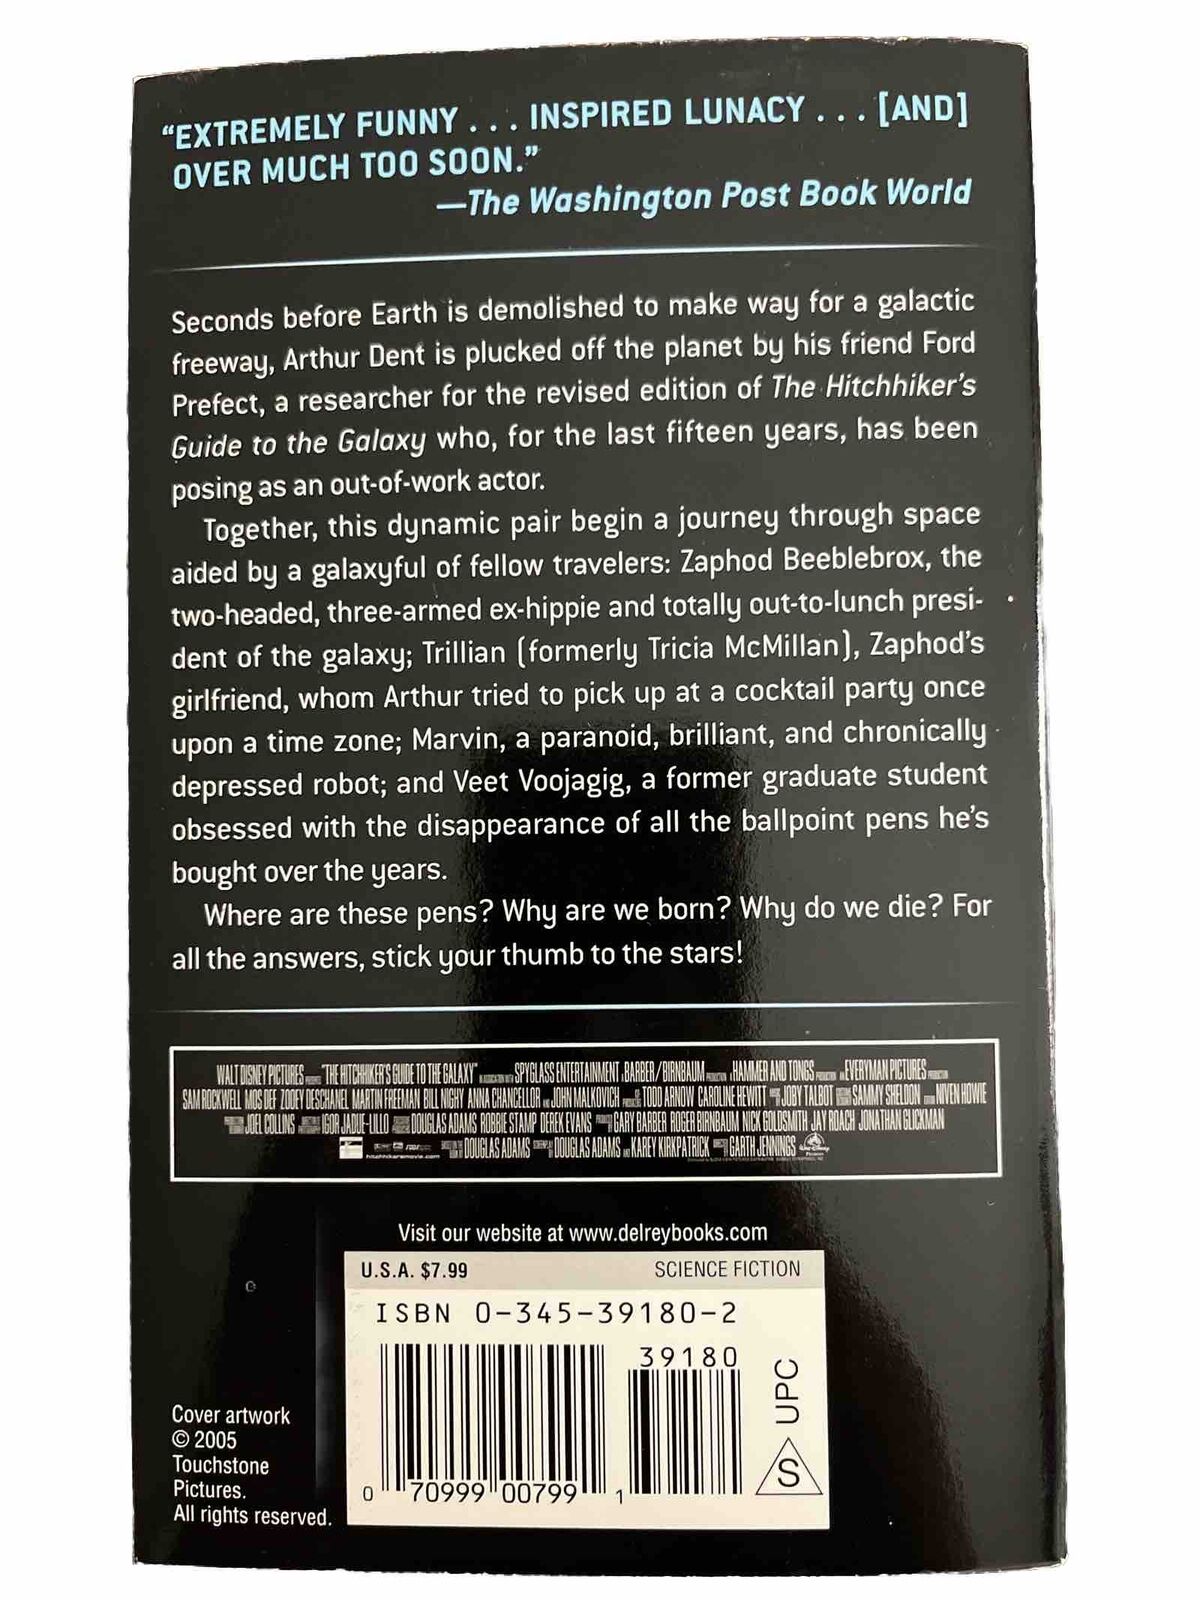 “EXTREMELY FUNNY . . . INSPIRED LUNACY . . . [AND]
OVER MUCH TOO SOON.”
—The Washington Post Book World
Seconds before Earth is demolished to make way for a galactic
freeway, Arthur Dent is plucked off the planet by his friend Ford
Prefect, a researcher for the revised edition of The Hitchhiker’s
Guide to the Galaxy who, for the last fifteen years, has been
posing as an out-of-work actor.
Together, this dynamic pair begin a journey through space
aided by a galaxyful of fellow travelers: Zaphod Beeblebrox, the
two-headed, three-armed ex-hippie and totally out-to-lunch presi-
dent of the galaxy; Trillian (formerly Tricia McMillan), Zaphod’s
girlfriend, whom Arthur tried to pick up at a cocktail party once
upon a time zone; Marvin, a paranoid, brilliant, and chronically
depressed robot; and Veet Voojagig, a former graduate student
obsessed with the disappearance of all the ballpoint pens he’s
bought over the years.
Where are these pens? Why are we born? Why do we die? For
all the answers, stick your thumb to the stars!
WALT DISNEY PICTURES "THE HITCHHIKER'S GUIDE TO THE GALAXY" SPYGLASS ENTERTAINMENT BARBER/BIRNBAUM HAMMER AND TONGS EVERYMAN PICTURES
SAM ROCKWELL MOS DEF ZOOEY DESCHANEL MARTIN FREEMAN BILL NIGHY ANNA CHANCELLOR JOHN MALKOVICH TODD ARNOW CAROLINE HEWITT JOBY TALBOT SAMMY SHELDON NIVEN HOWIE
JOEL COLLINS IGOR JADUE-LILLO DOUGLAS ADAMS ROBBIE STAMP DEREK EVANS GARY BARBER ROGER BIRNBAUM NICK GOLDSMITH JAY ROACH JONATHAN GLICKMAN
DOUGLAS ADAMS DOUGLAS ADAMS KAREY KIRKPATRICK GARTH JENNINGS
Visit our website at www.delreybooks.com
U.S.A. $7.99 SCIENCE FICTION
ISBN 0-345-39180-2
39180
UPC
S
0 70999 00799 1
Cover artwork
© 2005
Touchstone
Pictures.
All rights reserved.